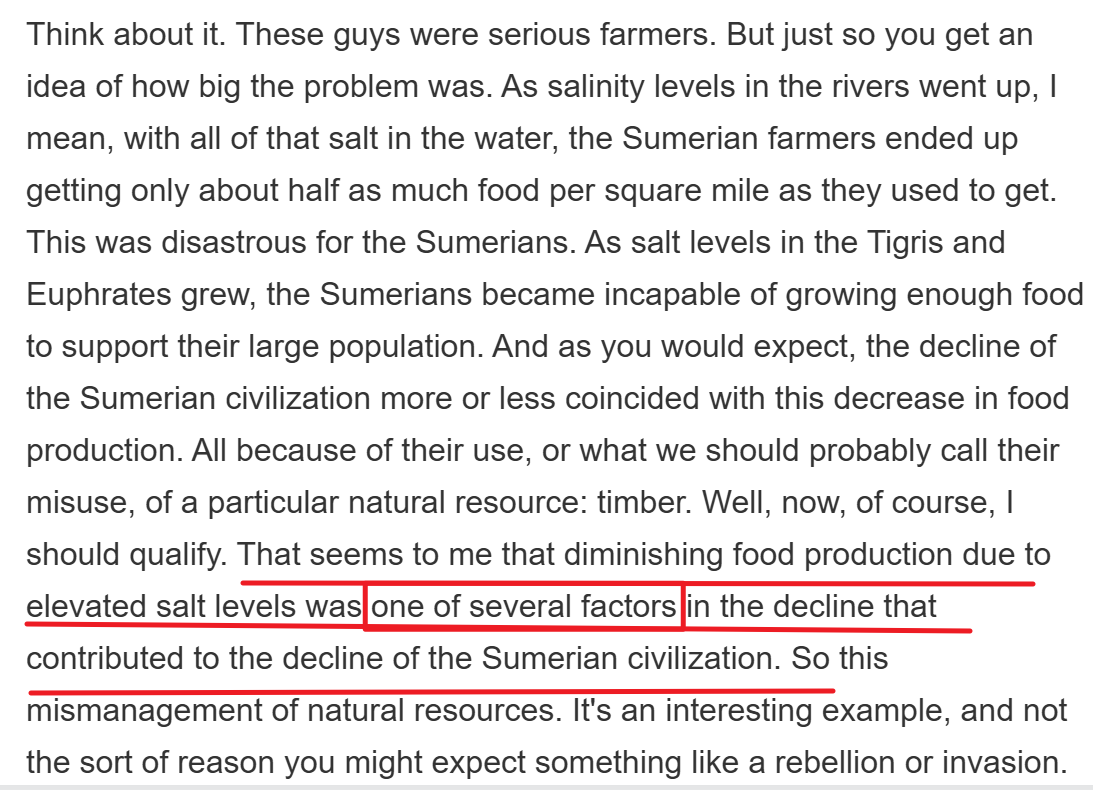 Think about it. These guys were serious farmers. But just so you get an
idea of how big the problem was. As salinity levels in the rivers went up, I
mean, with all of that salt in the water, the Sumerian farmers ended up
getting only about half as much food per square mile as they used to get.
This was disastrous for the Sumerians. As salt levels in the Tigris and
Euphrates grew, the Sumerians became incapable of growing enough food
to support their large population. And as you would expect, the decline of
the Sumerian civilization more or less coincided with this decrease in food
production. All because of their use, or what we should probably call their
misuse, of a particular natural resource: timber. Well, now, of course, I
should qualify. That seems to me that diminishing food production due to
elevated salt levels was one of several factors in the decline that
contributed to the decline of the Sumerian civilization. So this
mismanagement of natural resources. It's an interesting example, and not
the sort of reason you might expect something like a rebellion or invasion.